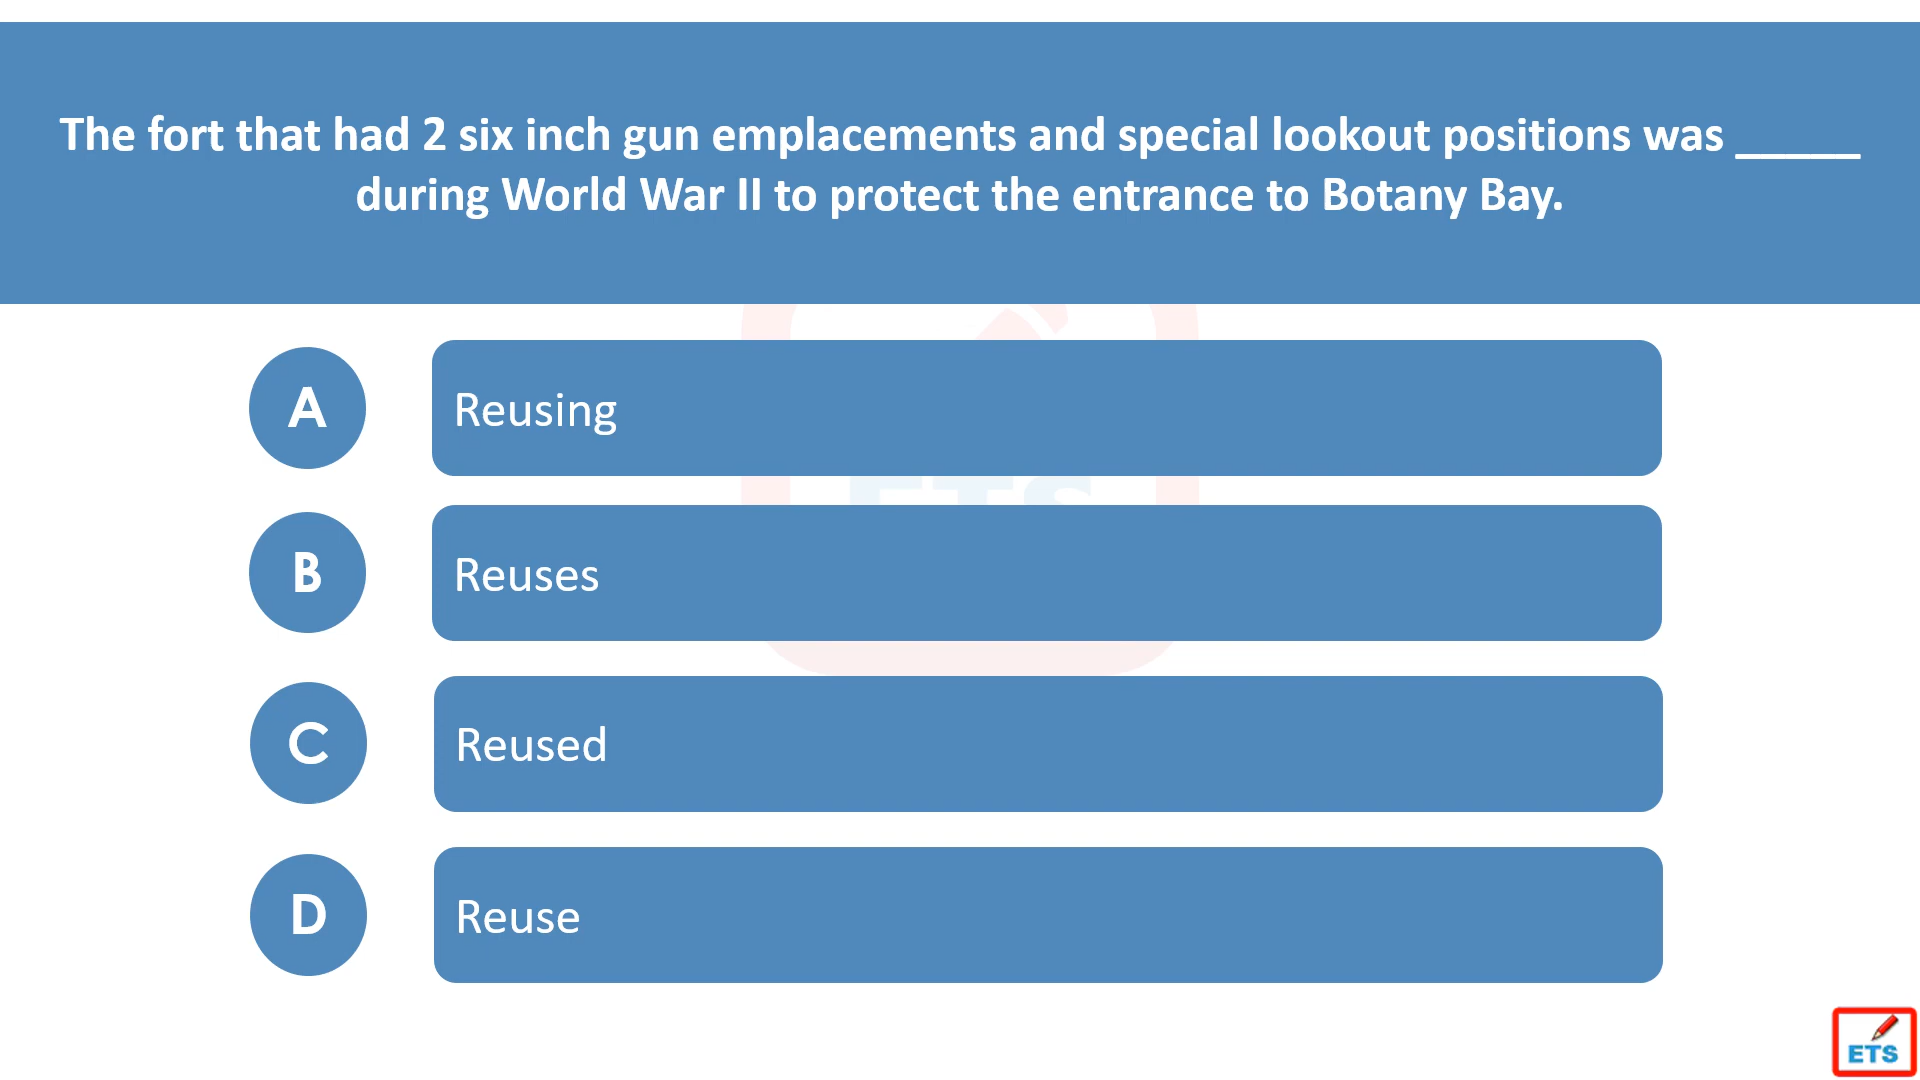 The fort that had 2 six inch gun emplacements and special lookout positions was _____
during World War II to protect the entrance to Botany Bay.
A
Reusing
B
Reuses
C
Reused
D
Reuse
ETS